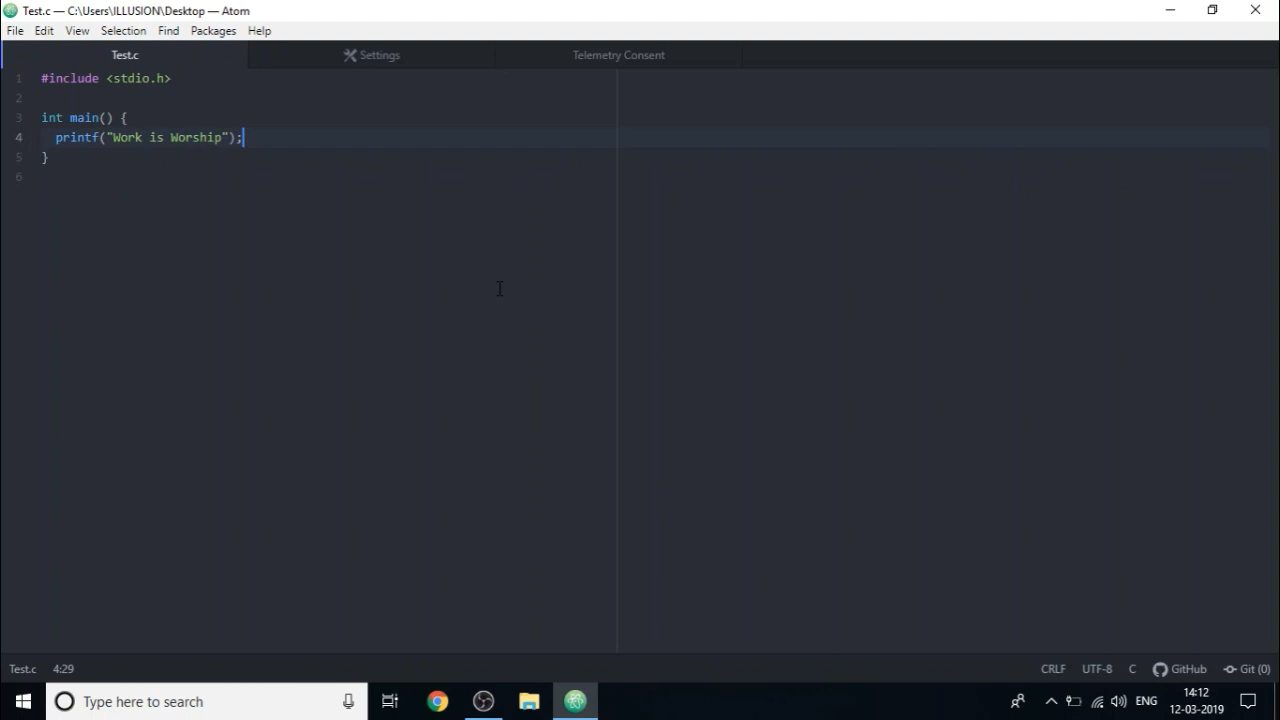 Test.c — C:\Users\ILLUSION\Desktop — Atom
File Edit View Selection Find Packages Help
Test.c Settings Telemetry Consent
1 #include <stdio.h>
2
3 int main() {
4 printf("Work is Worship");
5 }
6
Test.c 4:29 CRLF UTF-8 C GitHub Git (0)
Type here to search ENG 14:12
12-03-2019